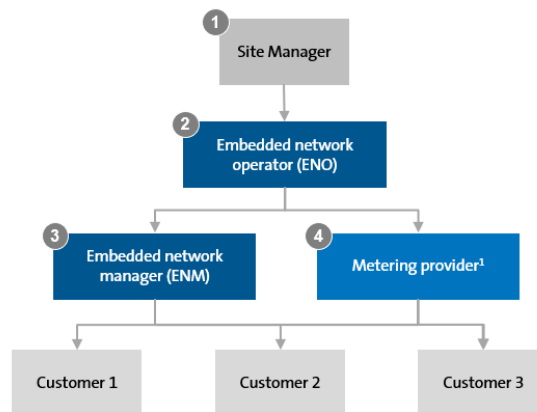 1
Site Manager
2
Embedded network
operator (ENO)
3
Embedded network
manager (ENM)
4
Metering provider¹
Customer 1
Customer 2
Customer 3